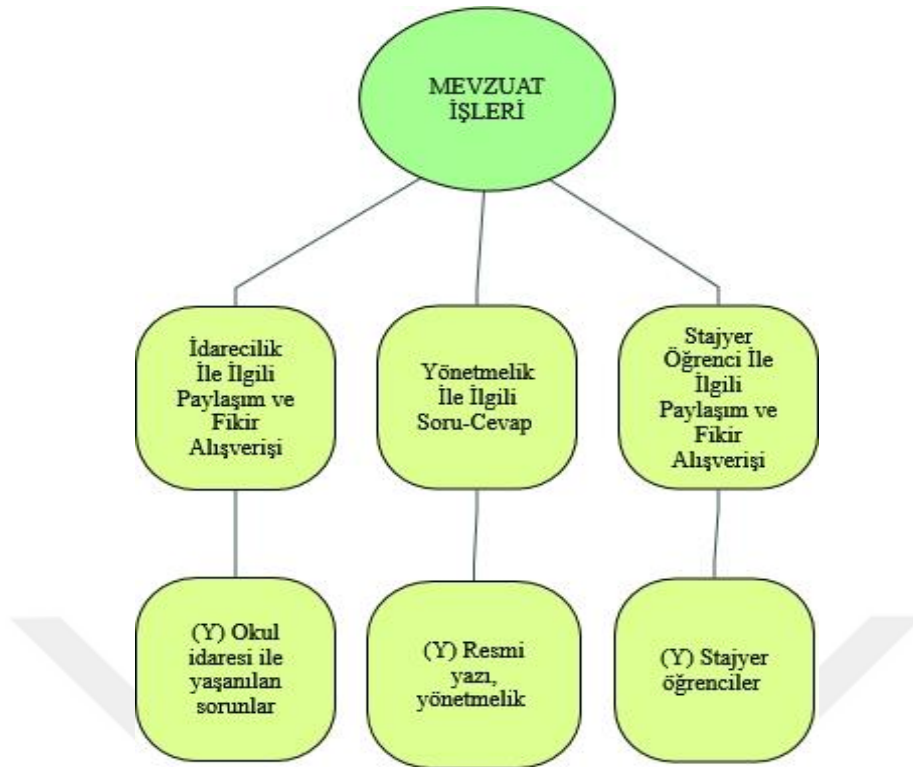 MEVZUAT
İŞLERİ
İdarecilik
İle İlgili
Paylaşım ve
Fikir
Alışverişi
Yönetmelik
İle İlgili
Soru-Cevap
Stajyer
Öğrenci İle
İlgili
Paylaşım ve
Fikir
Alışverişi
(Y) Okul
idaresi ile
yaşanılan
sorunlar
(Y) Resmi
yazı,
yönetmelik
(Y) Stajyer
öğrenciler